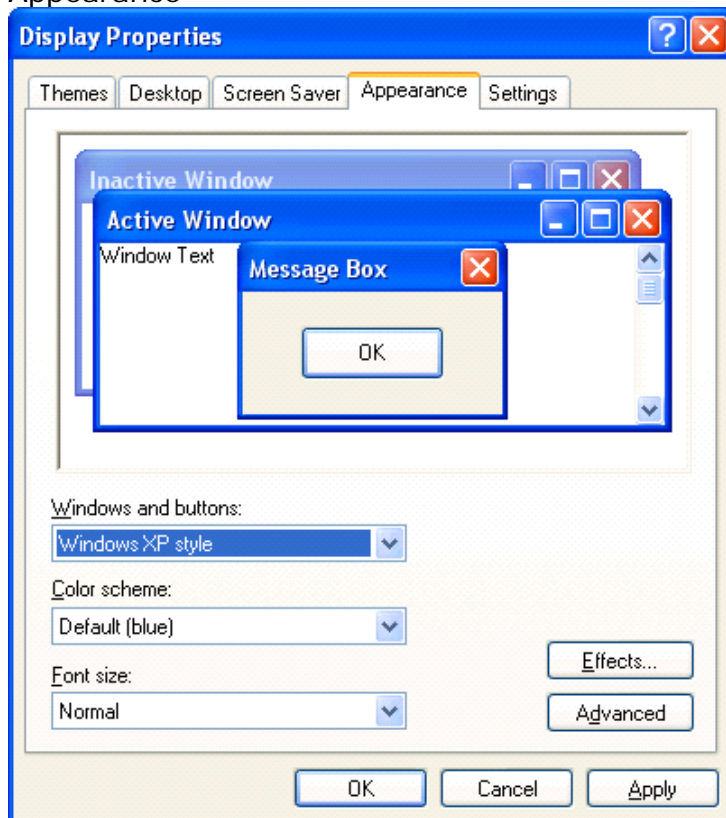 Appearance
Display Properties
Themes Desktop Screen Saver Appearance Settings
Inactive Window
Active Window
Window Text
Message Box
OK
Windows and buttons:
Windows XP style
Color scheme:
Default (blue)
Effects...
Font size:
Normal
Advanced
OK Cancel Apply